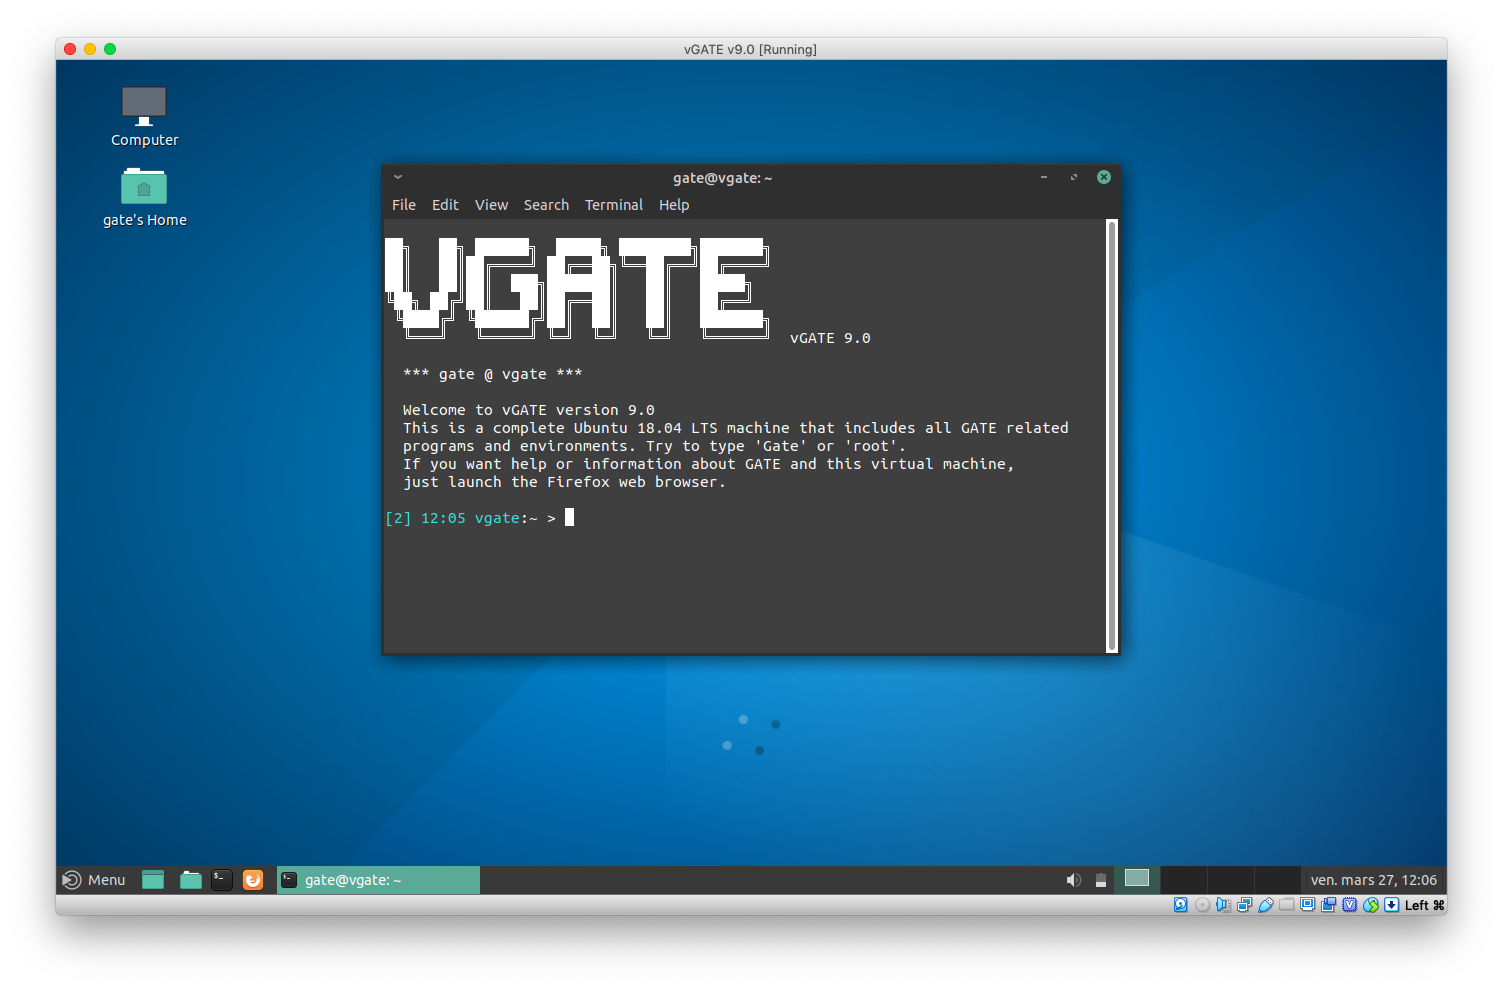 vGATE v9.0 [Running]
Computer
gate's Home
gate@vgate: ~
File Edit View Search Terminal Help
VGATE
vGATE 9.0
*** gate @ vgate ***
Welcome to vGATE version 9.0
This is a complete Ubuntu 18.04 LTS machine that includes all GATE related
programs and environments. Try to type 'Gate' or 'root'.
If you want help or information about GATE and this virtual machine,
just launch the Firefox web browser.
[2] 12:05 vgate:~ >
Menu
gate@vgate: ~
ven. mars 27, 12:06
Left ⌘